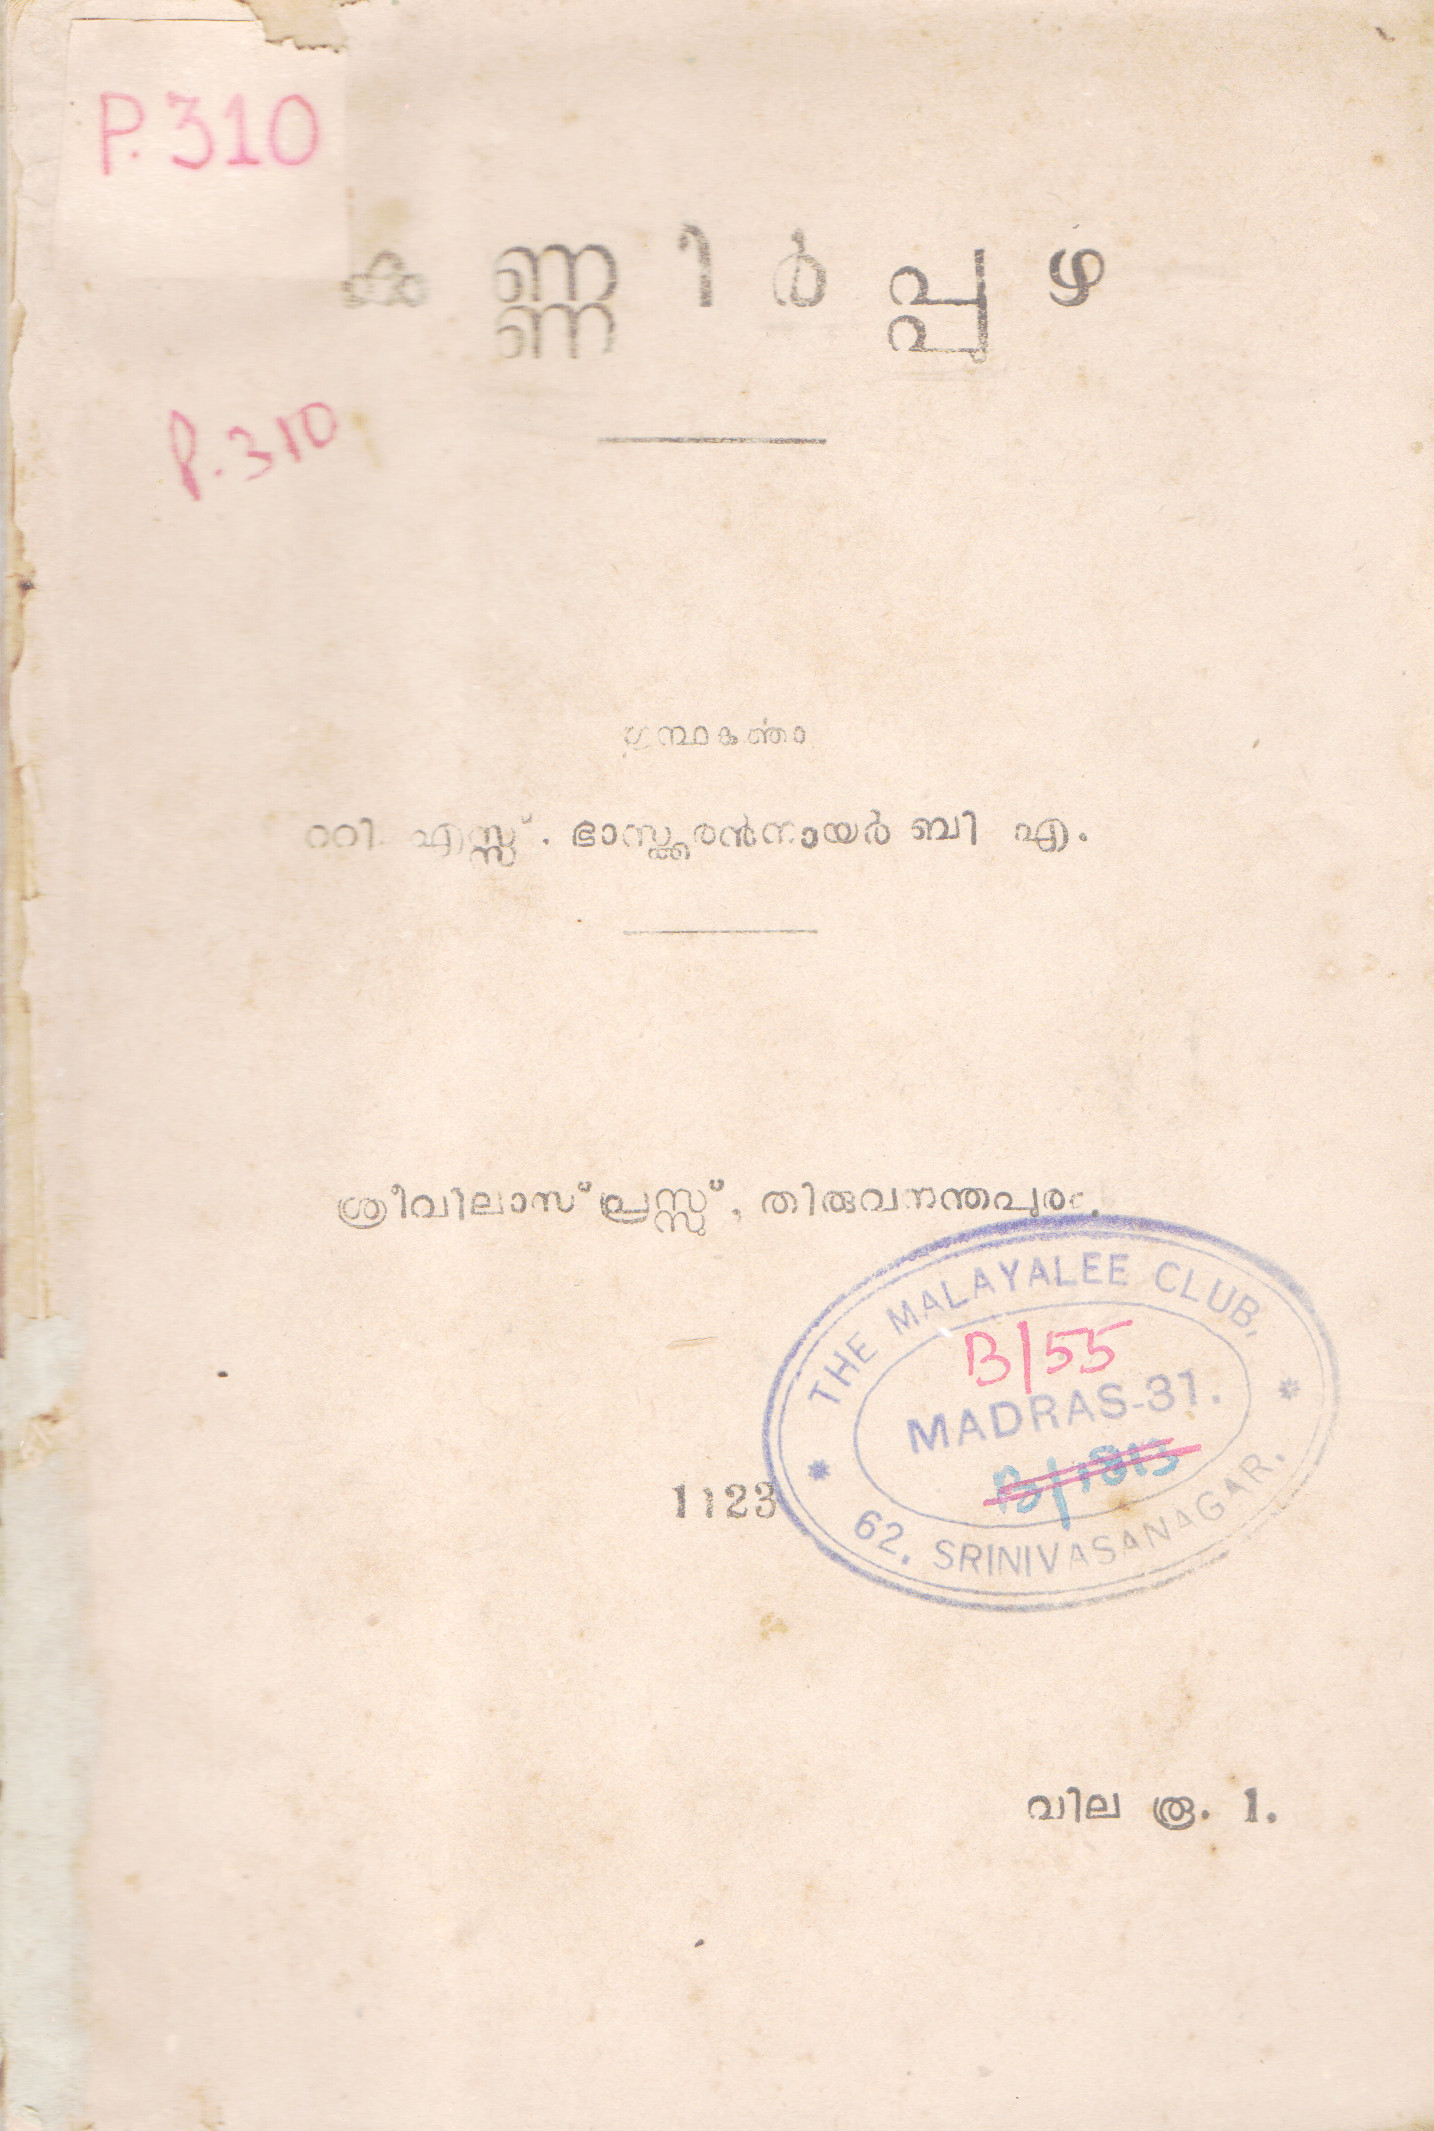 P.310
കണ്ണീർപ്പുഴ
P.310
ഗ്രന്ഥകർത്താ
ററി. എസ്സ്. ഭാസ്ക്കരൻനായർ ബി എ.
ശ്രീവിലാസ് പ്രസ്സ്, തിരുവനന്തപുരം.
THE MALAYALEE CLUB,
B/55
MADRAS-31.
62, SRINIVASANAGAR.
1123
വില രൂ. 1.